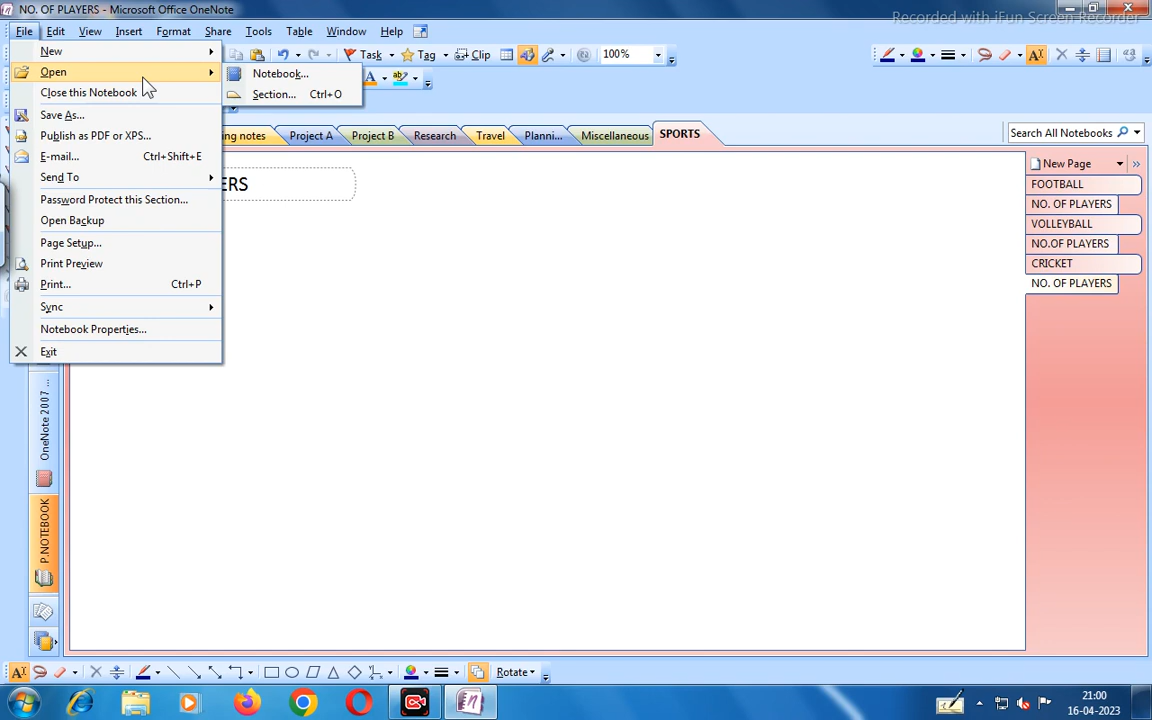 NO. OF PLAYERS - Microsoft Office OneNote
Recorded with iFun Screen Recorder
File Edit View Insert Format Share Tools Table Window Help
Task Tag Clip 100%
New
Open
Close this Notebook
Save As...
Publish as PDF or XPS...
E-mail... Ctrl+Shift+E
Send To
Password Protect this Section...
Open Backup
Page Setup...
Print Preview
Print... Ctrl+P
Sync
Notebook Properties...
Exit
Notebook...
Section... Ctrl+O
ng notes Project A Project B Research Travel Planni... Miscellaneous SPORTS
Search All Notebooks
ERS
New Page
FOOTBALL
NO. OF PLAYERS
VOLLEYBALL
NO.OF PLAYERS
CRICKET
NO. OF PLAYERS
OneNote 2007 ...
P.NOTEBOOK
Rotate
21:00
16-04-2023